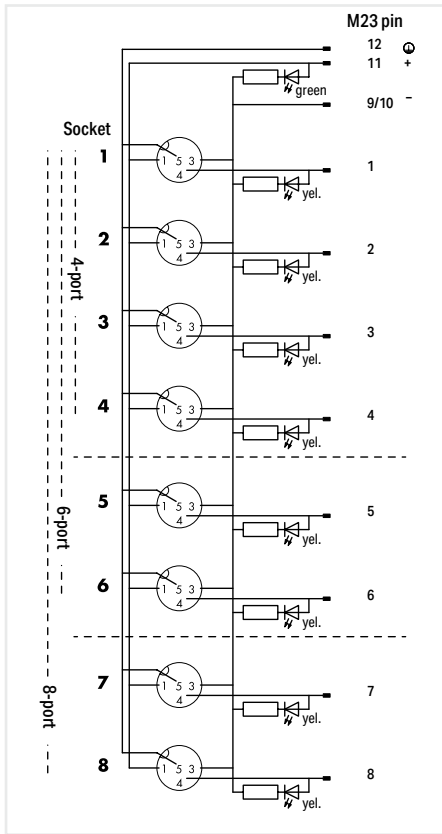 M23 pin
12
11 +
green
9/10 –
Socket
1
1 5 3
4
1
yel.
2
1 5 3
4
2
yel.
4-port
3
1 5 3
4
3
yel.
4
1 5 3
4
4
yel.
5
1 5 3
4
5
yel.
6-port
6
1 5 3
4
6
yel.
7
1 5 3
4
7
yel.
8-port
8
1 5 3
4
8
yel.